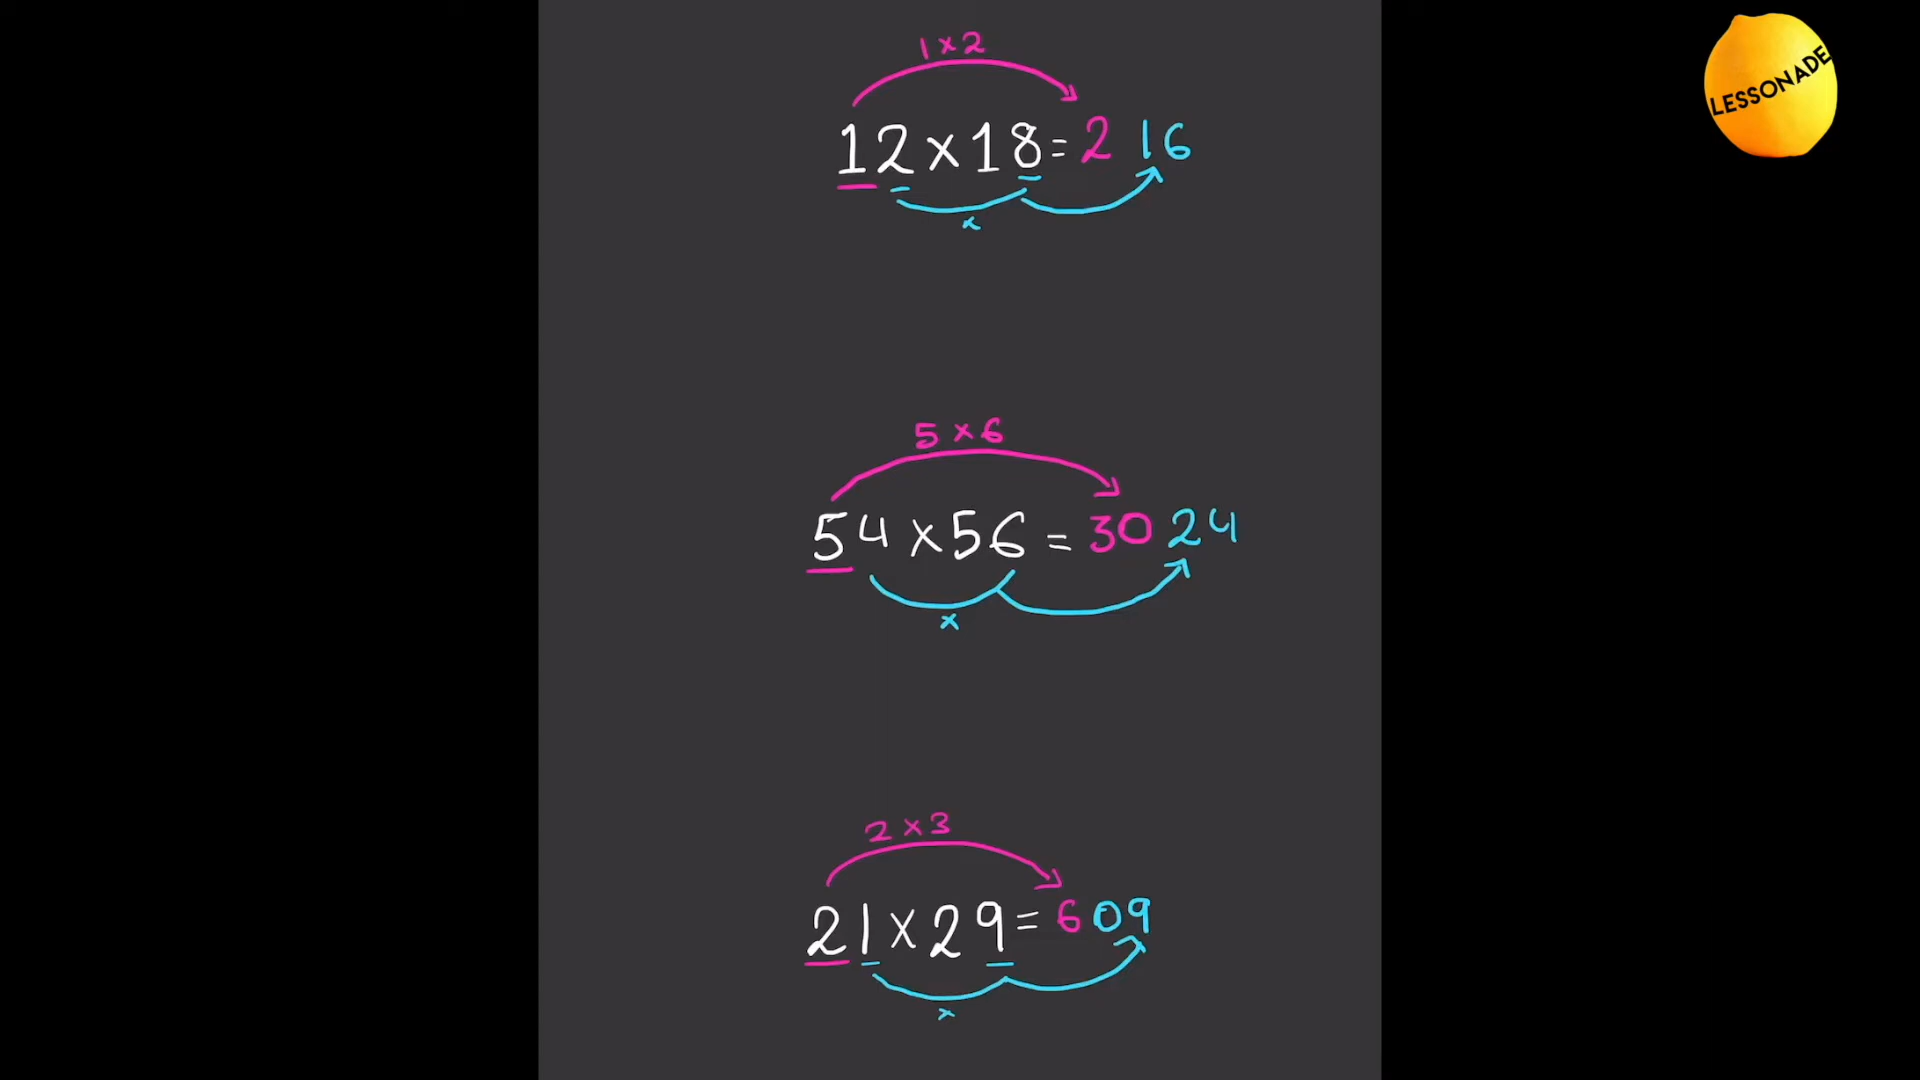 LESSONADE
1 × 2
12 × 18 = 2 16
×
5 × 6
54 × 56 = 30 24
×
2 × 3
21 × 29 = 6 09
×